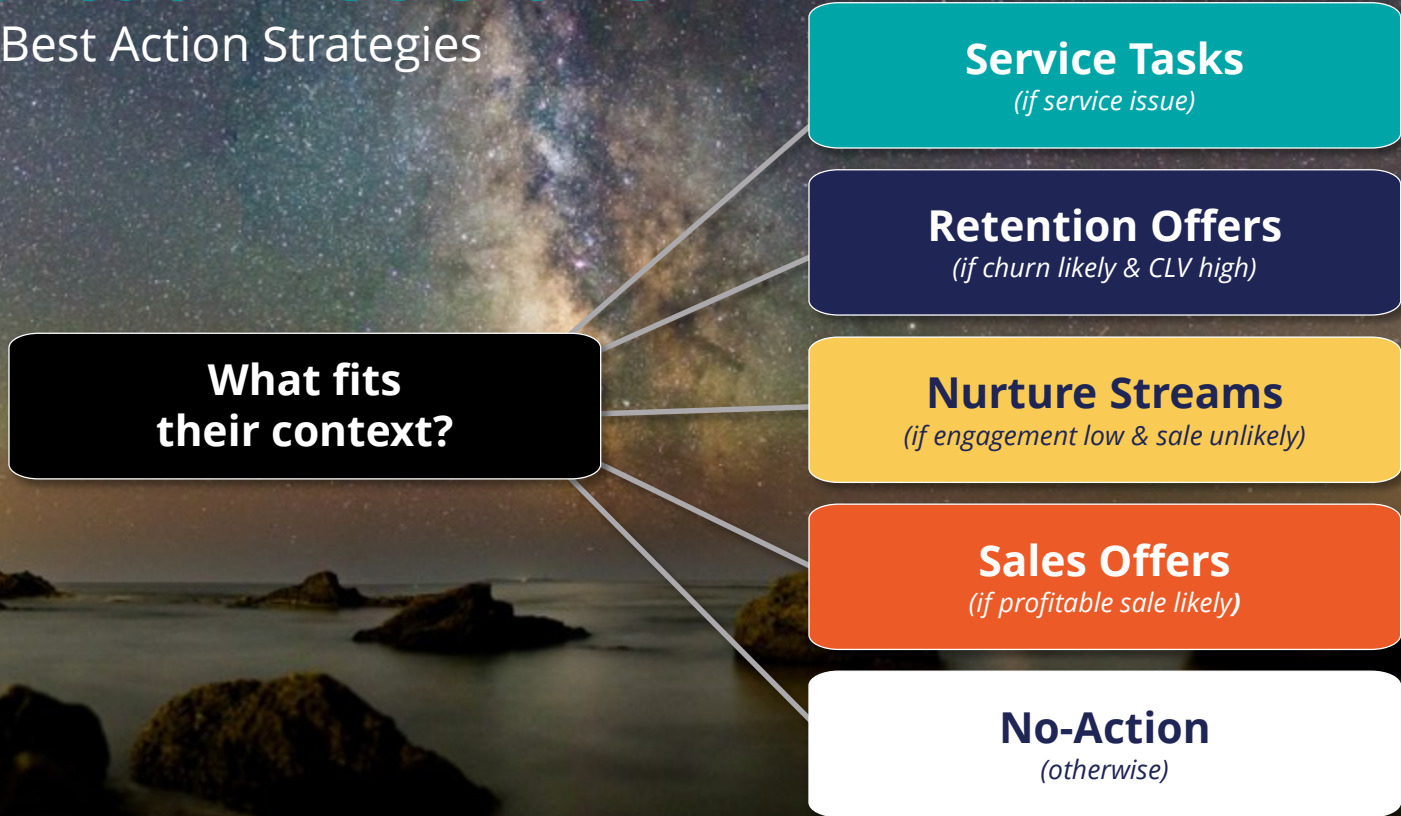 Best Action Strategies
Service Tasks
(if service issue)
Retention Offers
(if churn likely & CLV high)
What fits
their context?
Nurture Streams
(if engagement low & sale unlikely)
Sales Offers
(if profitable sale likely)
No-Action
(otherwise)